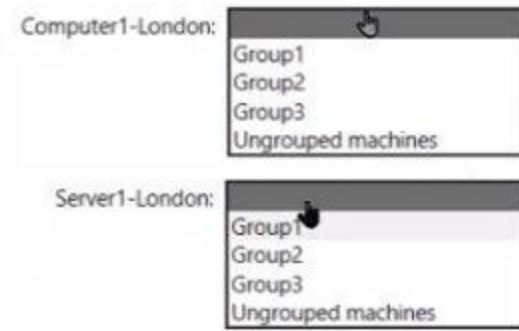 Computer1-London:
Group1
Group2
Group3
Ungrouped machines
Server1-London:
Group1
Group2
Group3
Ungrouped machines